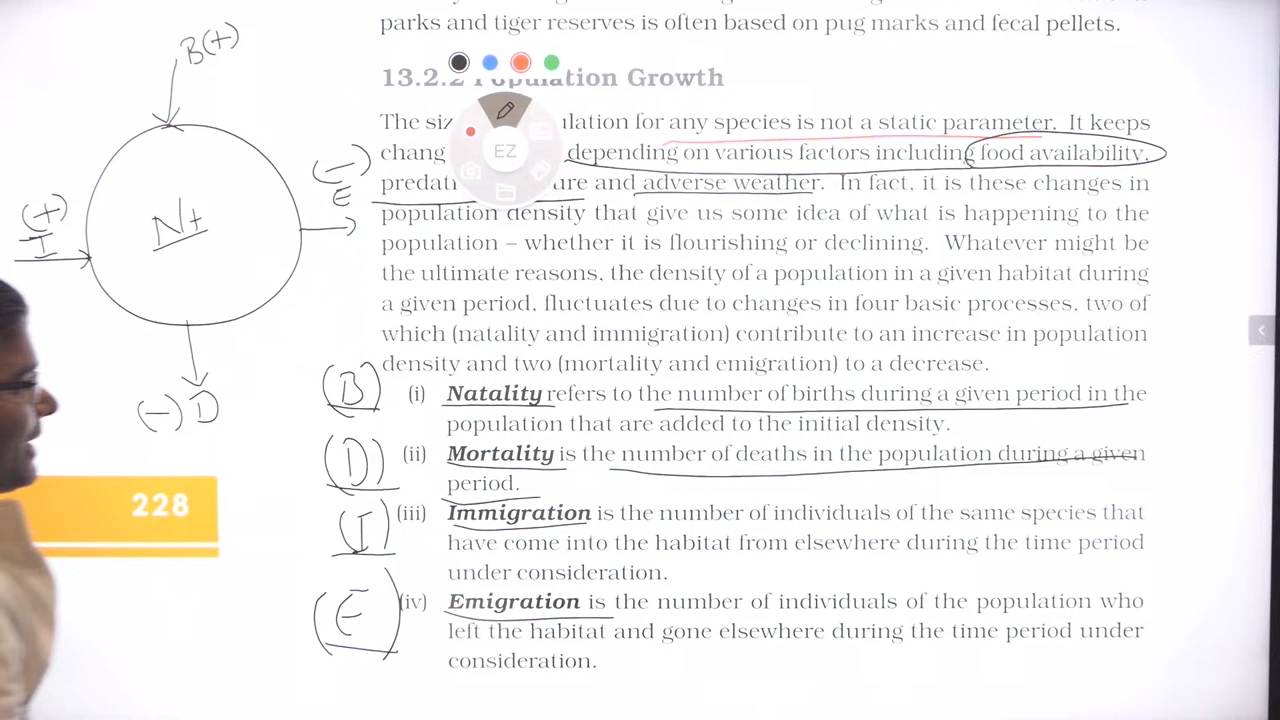 parks and tiger reserves is often based on pug marks and fecal pellets.
B(+)
13.2.2 Population Growth
The siz lation for any species is not a static parameter. It keeps
EZ
chang depending on various factors including food availability,
(-)
predati ure and adverse weather. In fact, it is these changes in
E
(+)
I
Nt
population density that give us some idea of what is happening to the
population – whether it is flourishing or declining. Whatever might be
the ultimate reasons, the density of a population in a given habitat during
a given period, fluctuates due to changes in four basic processes, two of
which (natality and immigration) contribute to an increase in population
density and two (mortality and emigration) to a decrease.
(-) D
(B) (i) Natality refers to the number of births during a given period in the
population that are added to the initial density.
(D) (ii) Mortality is the number of deaths in the population during a given
period.
228
(I) (iii) Immigration is the number of individuals of the same species that
have come into the habitat from elsewhere during the time period
under consideration.
(E) (iv) Emigration is the number of individuals of the population who
left the habitat and gone elsewhere during the time period under
consideration.